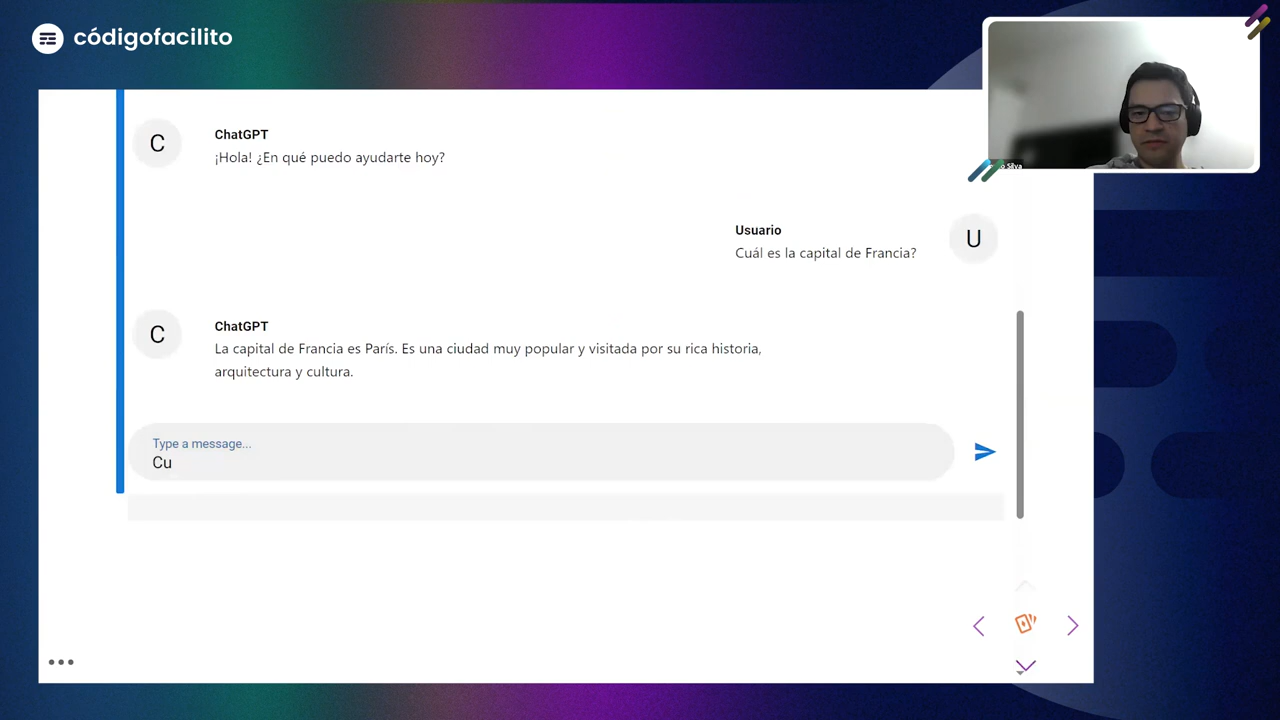 códigofacilito
C
ChatGPT
¡Hola! ¿En qué puedo ayudarte hoy?
Silva
Usuario
U
Cuál es la capital de Francia?
C
ChatGPT
La capital de Francia es París. Es una ciudad muy popular y visitada por su rica historia,
arquitectura y cultura.
Type a message...
Cu